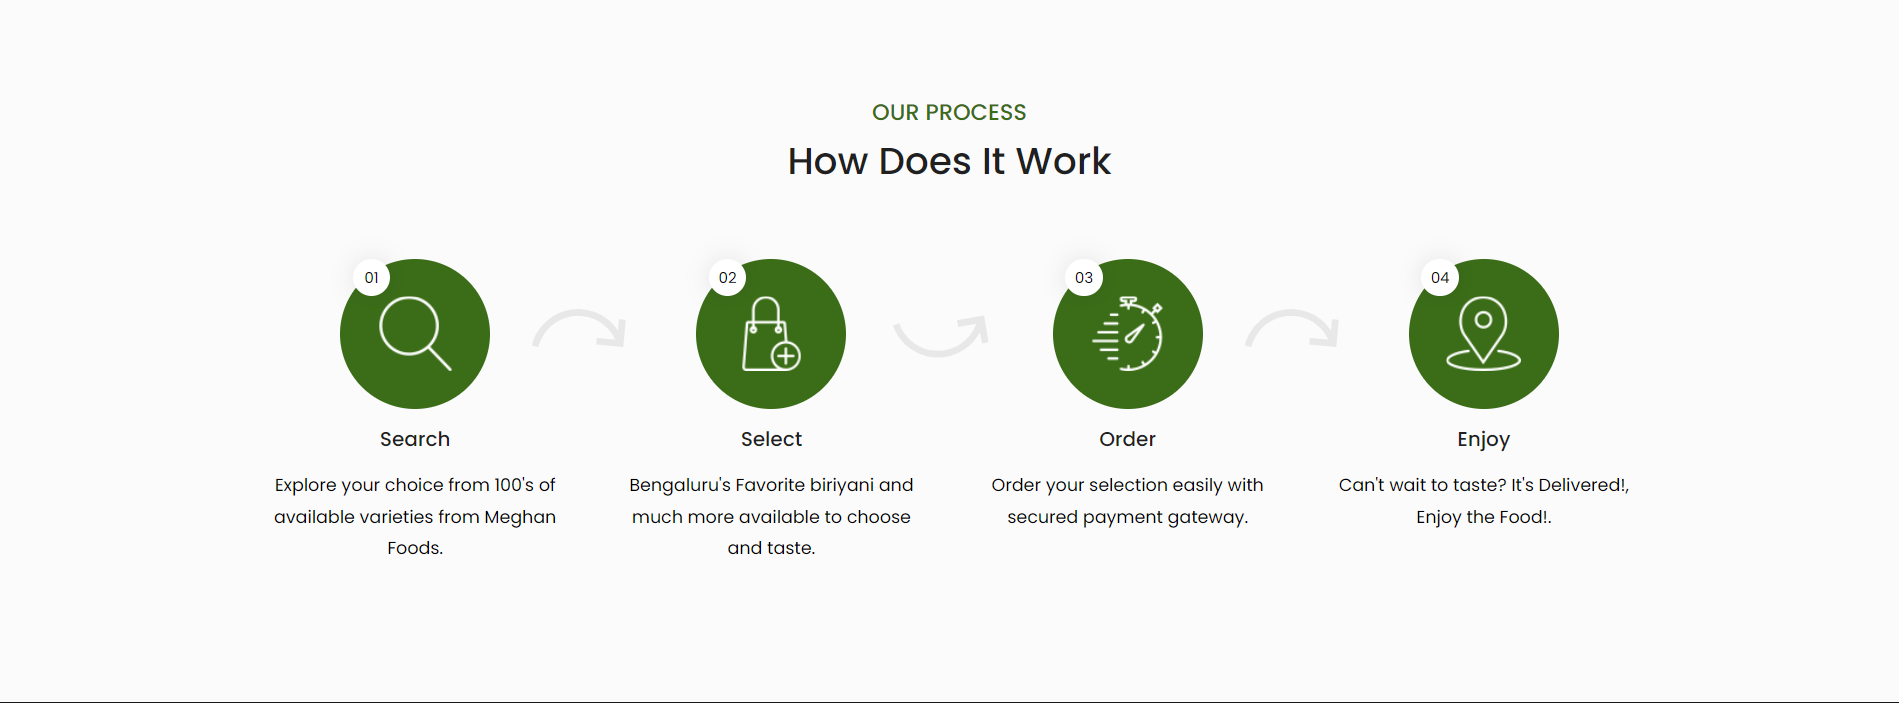 OUR PROCESS
How Does It Work
01
Search
Explore your choice from 100's of
available varieties from Meghan
Foods.
02
Select
Bengaluru's Favorite biriyani and
much more available to choose
and taste.
03
Order
Order your selection easily with
secured payment gateway.
04
Enjoy
Can't wait to taste? It's Delivered!,
Enjoy the Food!.